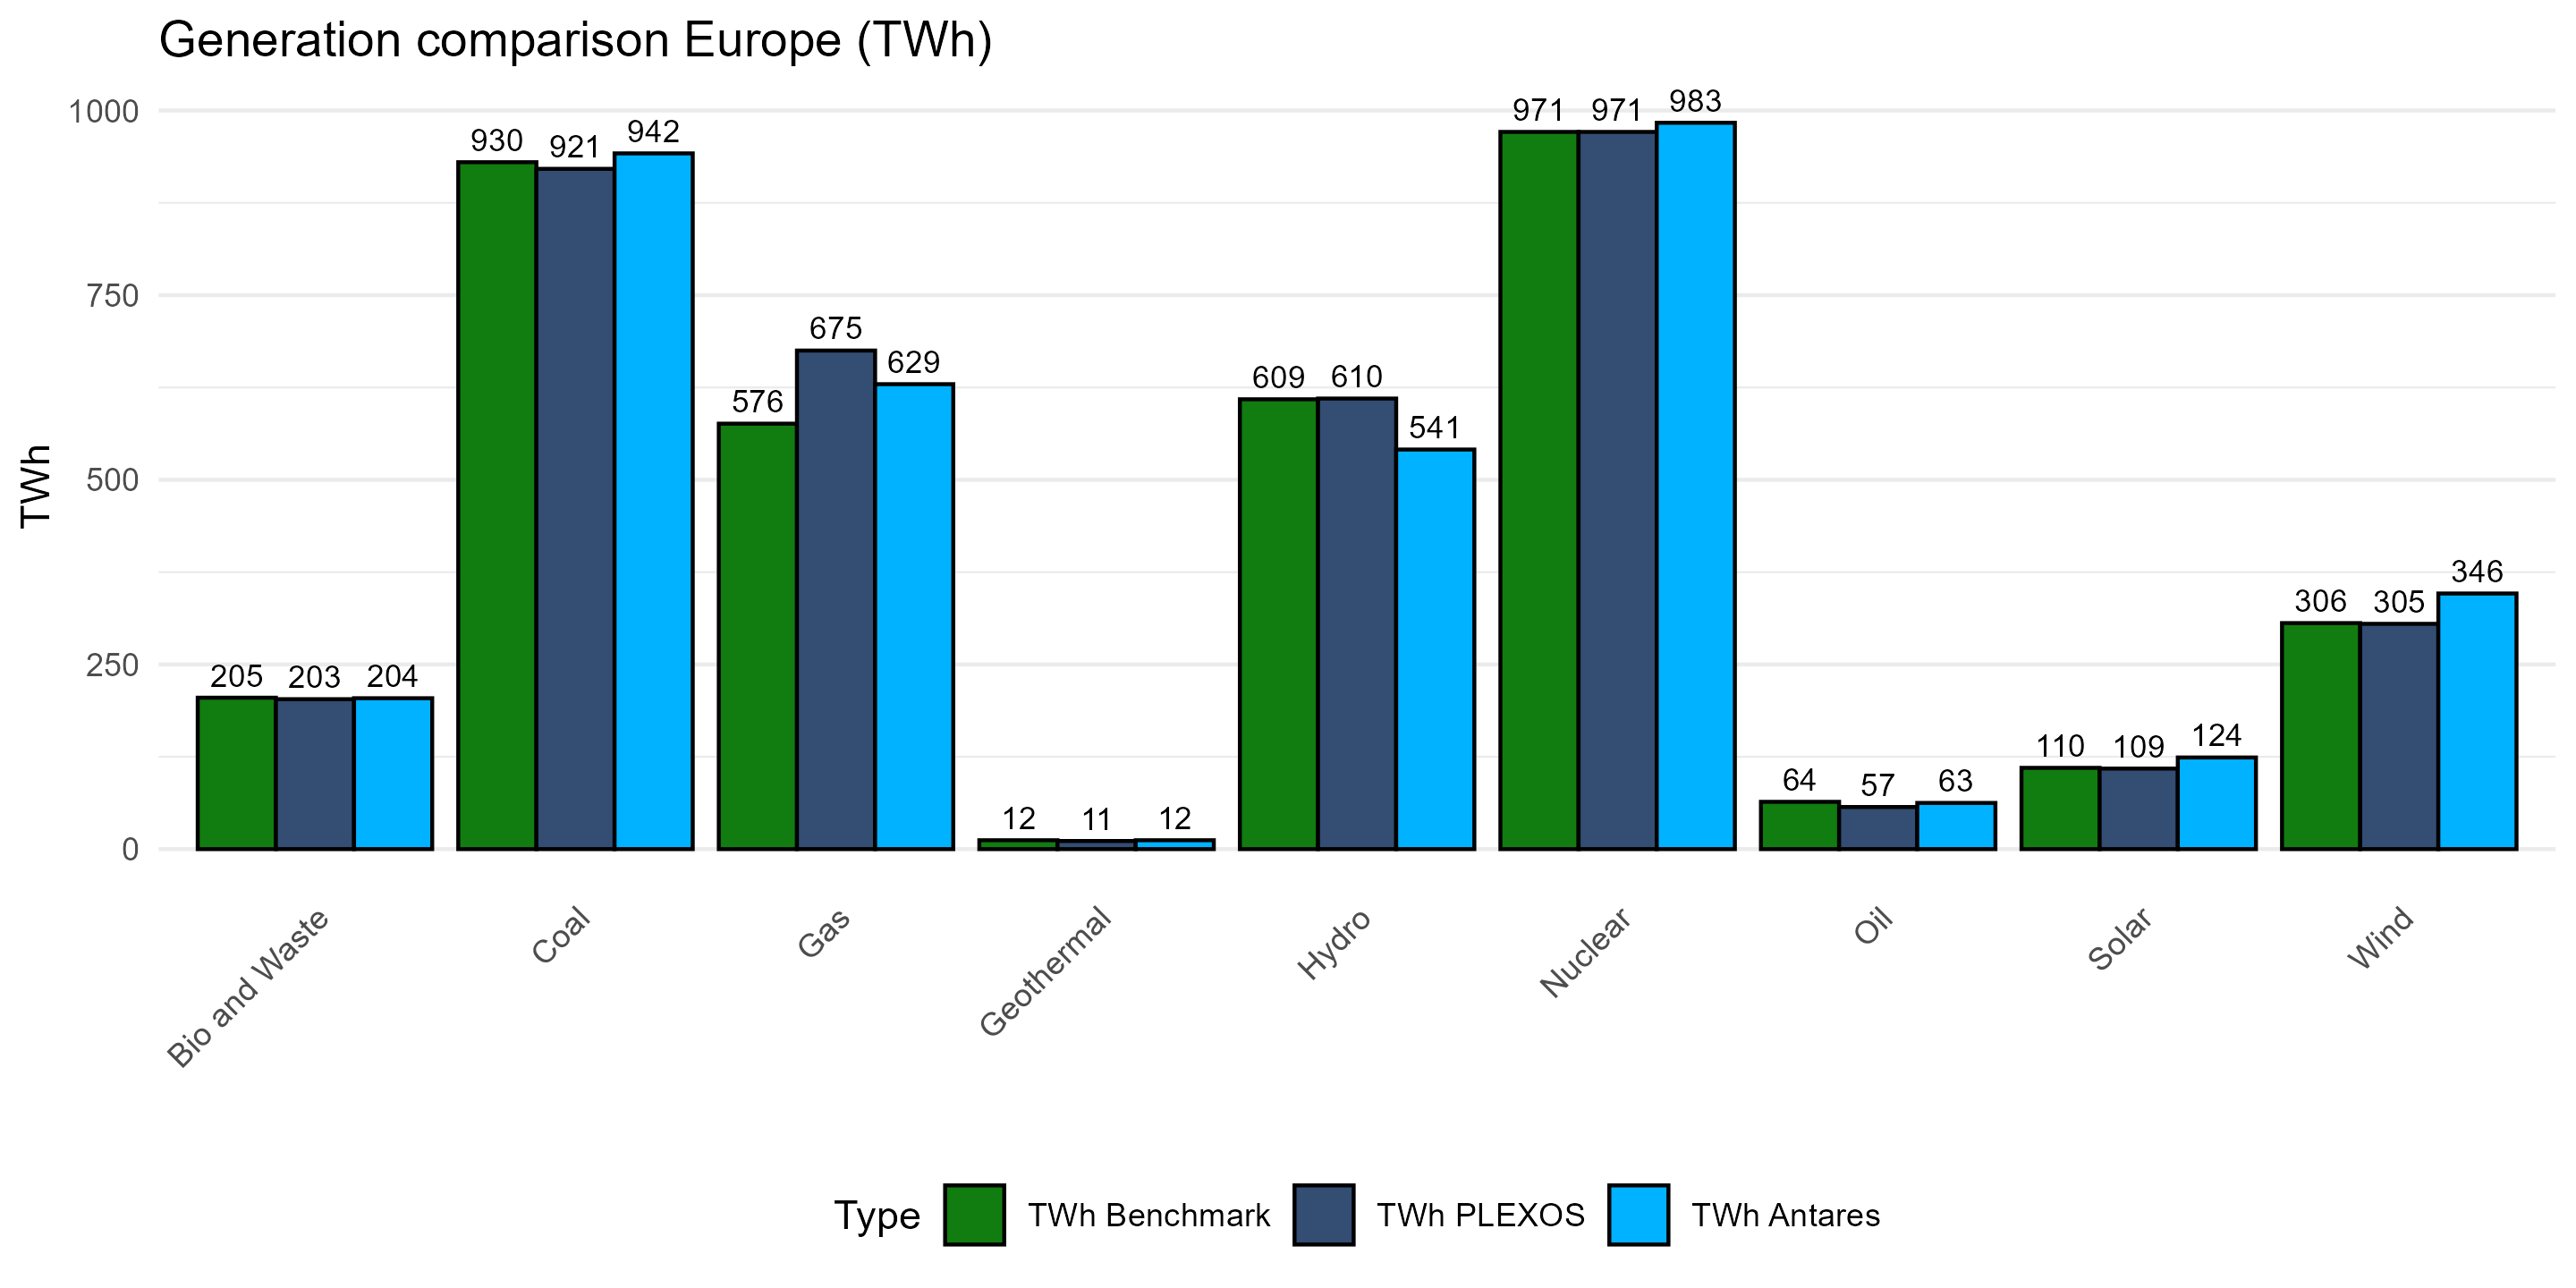 Generation comparison Europe (TWh)
TWh
1000
750
500
250
0
205 203 204
930 921 942
576 675 629
12 11 12
609 610 541
971 971 983
64 57 63
110 109 124
306 305 346
Bio and Waste
Coal
Gas
Geothermal
Hydro
Nuclear
Oil
Solar
Wind
Type TWh Benchmark TWh PLEXOS TWh Antares